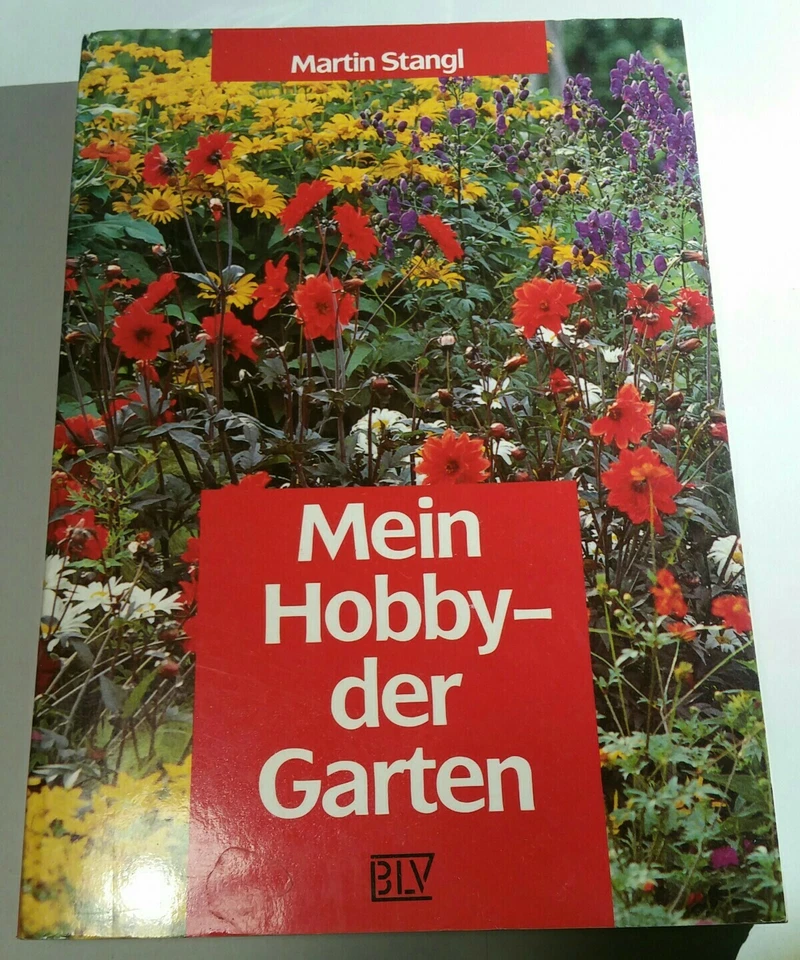 Martin Stangl
Mein
Hobby–
der
Garten
BLV